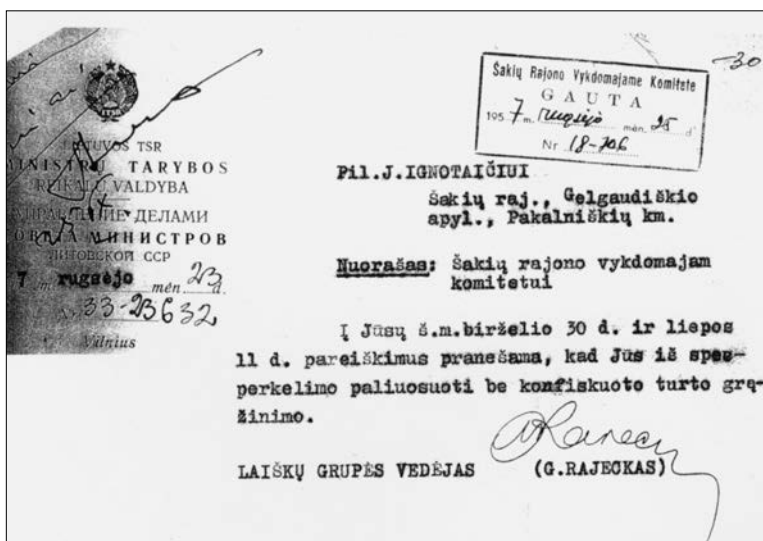 -30
Šakių Rajono Vykdomajame Komitete
GAUTA
1957 m. rugsėjo mėn. 25 d
Nr 18-706
LIETUVOS TSR
MINISTRŲ TARYBOS
REIKALŲ VALDYBA
УПРАВЛЕНИЕ ДЕЛАМИ
СОВЕТА МИНИСТРОВ
ЛИТОВСКОЙ ССР
7 m. rugsėjo mėn. 23 d.
33-23632
Vilnius
Pil.J.IGNOTAIČIUI
Šakių raj., Gelgaudiškio
apyl., Pakalniškių km.
Nuorašas: Šakių rajono vykdomajam
komitetui
Į Jūsų š.m.birželio 30 d. ir liepos
11 d. pareiškimus pranešama, kad Jūs iš spec-
perkelimo paliuosuoti be konfiskuoto turto grą-
žinimo.
LAIŠKŲ GRUPĖS VEDĖJAS (G.RAJECKAS)